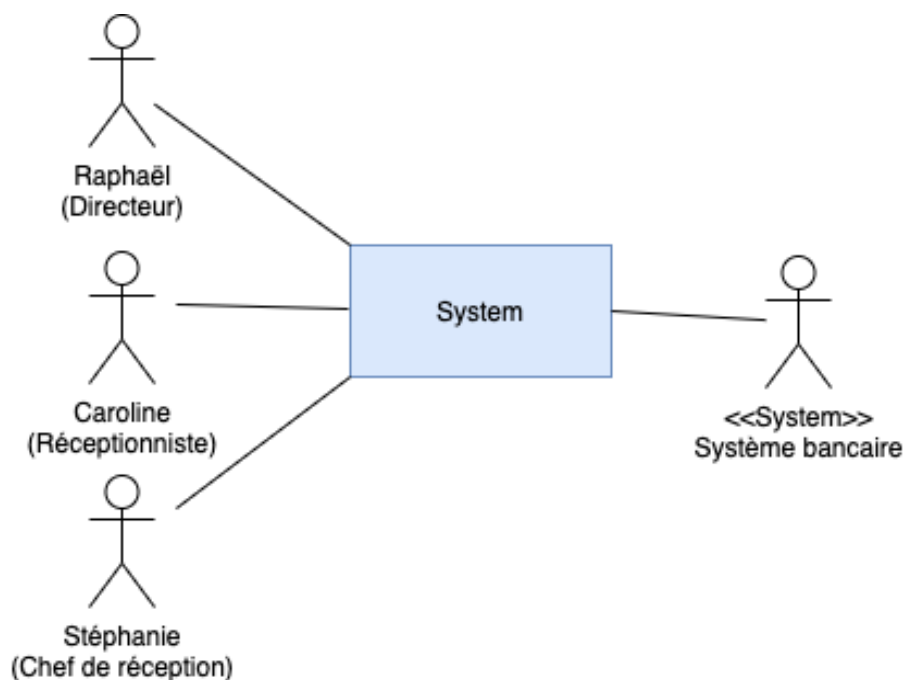 Raphaël
(Directeur)
System
Caroline
(Réceptionniste)
<<System>>
Système bancaire
Stéphanie
(Chef de réception)